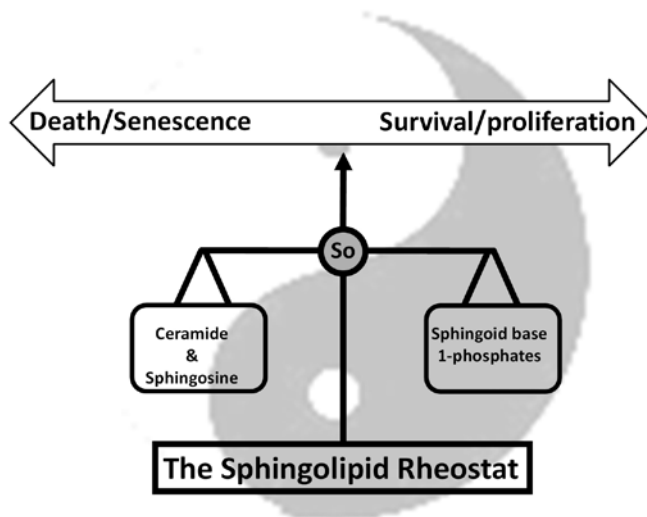 Death/Senescence
Survival/proliferation
So
Ceramide
&
Sphingosine
Sphingoid base
1-phosphates
The Sphingolipid Rheostat